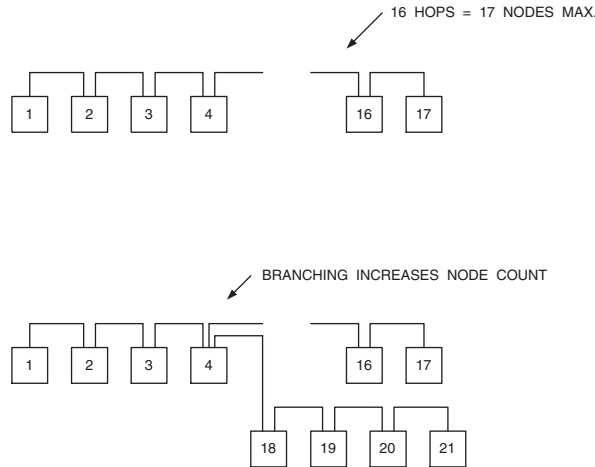 16 HOPS = 17 NODES MAX.
1 2 3 4 16 17
BRANCHING INCREASES NODE COUNT
1 2 3 4 16 17
18 19 20 21